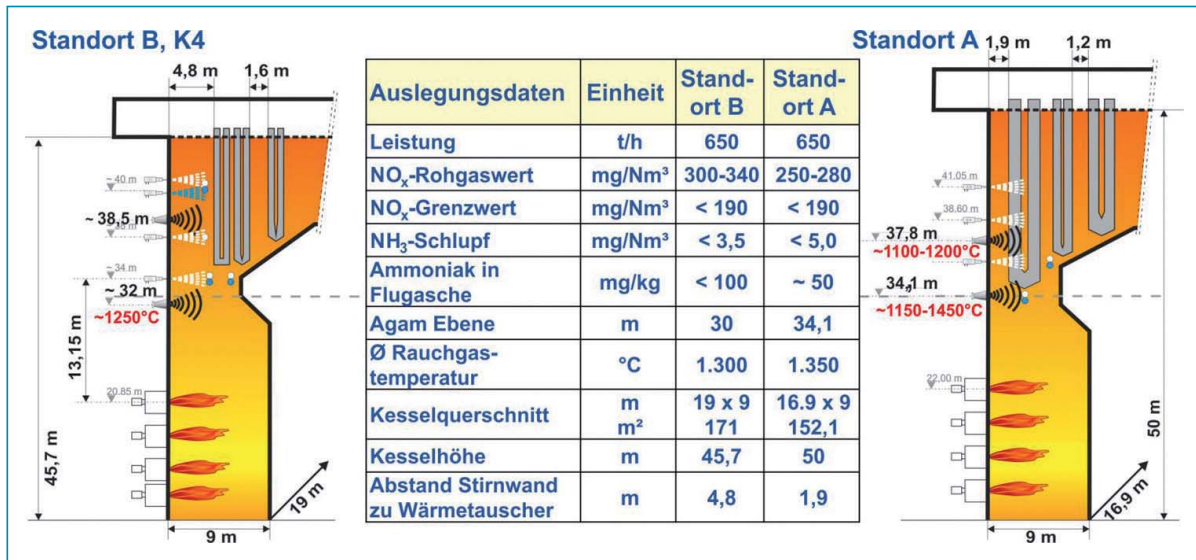 Standort B, K4
4,8 m
1,6 m
~ 40 m
~ 38,5 m
~ 34 m
~ 32 m
~1250°C
13,15 m
20.85 m
45,7 m
19 m
9 m
Auslegungsdaten Einheit Stand-ort B Stand-ort A
Leistung t/h 650 650
NOx-Rohgaswert mg/Nm³ 300-340 250-280
NOx-Grenzwert mg/Nm³ < 190 < 190
NH3-Schlupf mg/Nm³ < 3,5 < 5,0
Ammoniak in
Flugasche mg/kg < 100 ~ 50
Agam Ebene m 30 34,1
Ø Rauchgas-
temperatur °C 1.300 1.350
Kesselquerschnitt m 19 x 9 16.9 x 9
m² 171 152,1
Kesselhöhe m 45,7 50
Abstand Stirnwand
zu Wärmetauscher m 4,8 1,9
Standort A
1,9 m
1,2 m
41.05 m
38.60 m
37,8 m
~1100-1200°C
34,1 m
~1150-1450°C
22,00 m
50 m
16,9 m
9 m